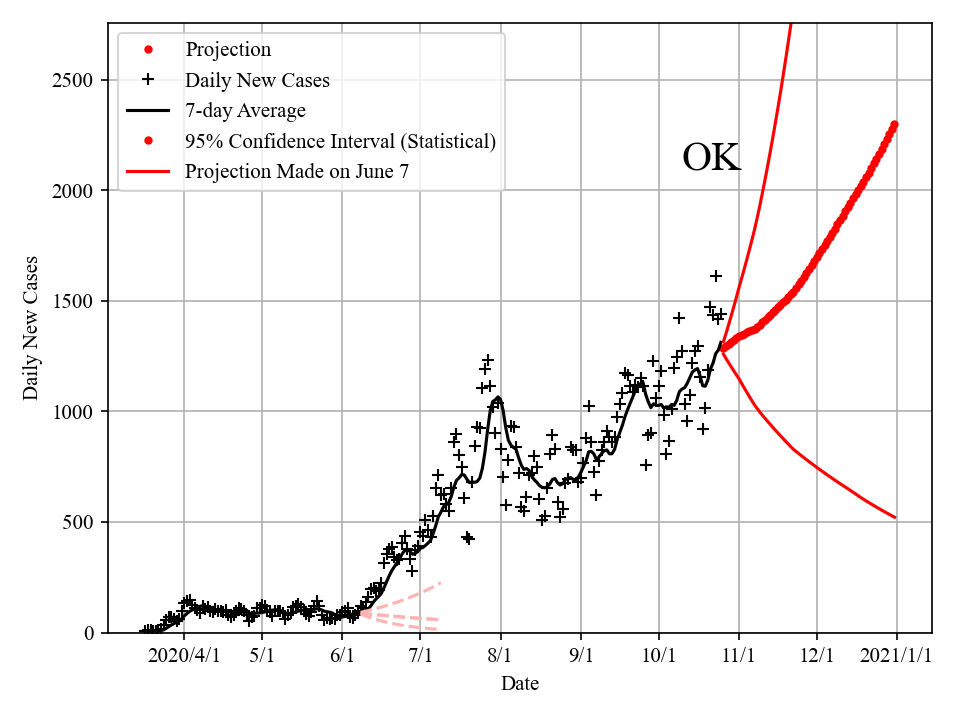 Projection
Daily New Cases
7-day Average
95% Confidence Interval (Statistical)
Projection Made on June 7
OK
2500
2000
1500
1000
500
0
Daily New Cases
2020/4/1 5/1 6/1 7/1 8/1 9/1 10/1 11/1 12/1 2021/1/1
Date